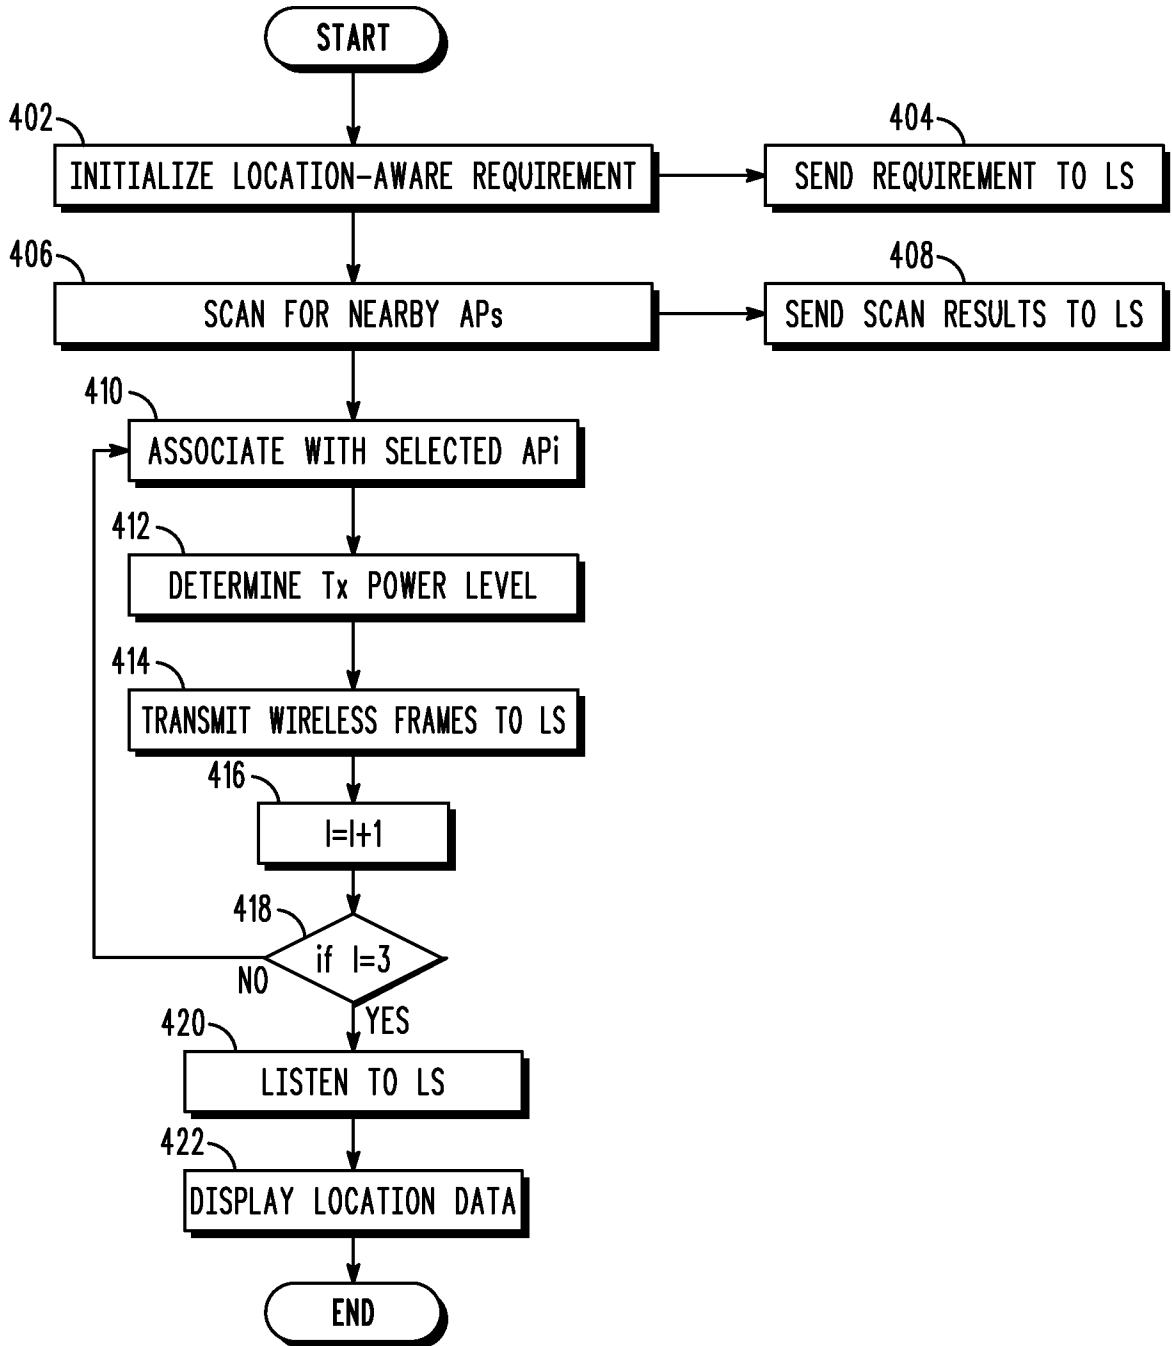 START
402
INITIALIZE LOCATION-AWARE REQUIREMENT
404
SEND REQUIREMENT TO LS
406
SCAN FOR NEARBY APs
408
SEND SCAN RESULTS TO LS
410
ASSOCIATE WITH SELECTED APi
412
DETERMINE Tx POWER LEVEL
414
TRANSMIT WIRELESS FRAMES TO LS
416
I=I+1
418
if I=3
NO
YES
420
LISTEN TO LS
422
DISPLAY LOCATION DATA
END